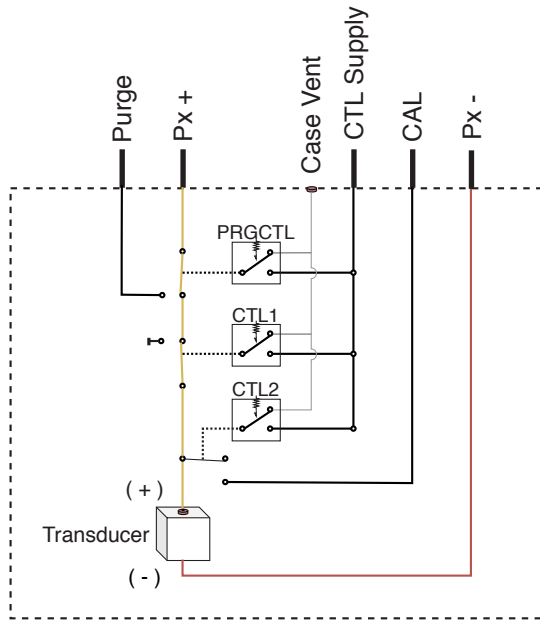 Purge
Px +
Case Vent
CTL Supply
CAL
Px -
PRGCTL
CTL1
CTL2
( + )
Transducer
( - )